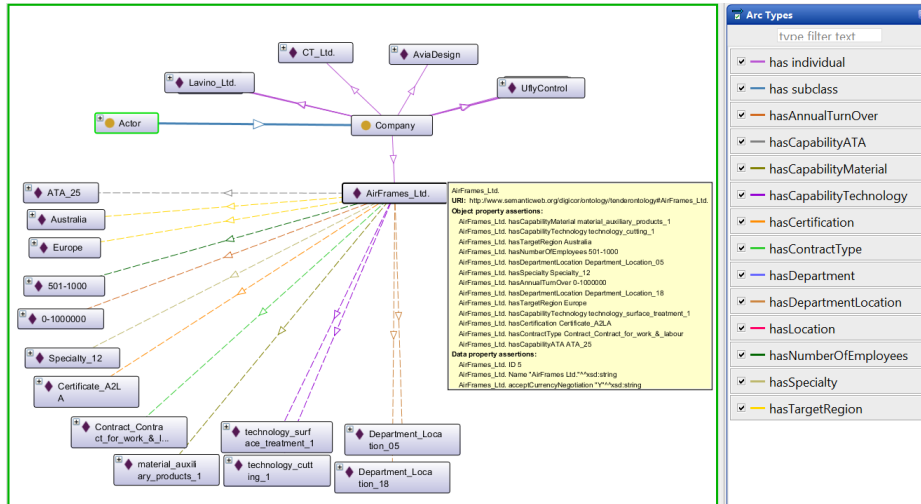 CT_Ltd.
AviaDesign
Lavino_Ltd.
UflyControl
Actor
Company
ATA_25
AirFrames_Ltd.
Australia
Europe
501-1000
0-1000000
Specialty_12
Certificate_A2L
A
Contract_Contra
ct_for_work_&_l...
material_auxili
ary_products_1
technology_surf
ace_treatment_1
technology_cutt
ing_1
Department_Loca
tion_05
Department_Loca
tion_18
AirFrames_Ltd.
URI: http://www.semanticweb.org/digicor/ontology/tenderontology#AirFrames_Ltd.
Object property assertions:
AirFrames_Ltd. hasCapabilityMaterial material_auxiliary_products_1
AirFrames_Ltd. hasCapabilityTechnology technology_cutting_1
AirFrames_Ltd. hasTargetRegion Australia
AirFrames_Ltd. hasNumberOfEmployees 501-1000
AirFrames_Ltd. hasDepartmentLocation Department_Location_05
AirFrames_Ltd. hasSpecialty Specialty_12
AirFrames_Ltd. hasAnnualTurnOver 0-1000000
AirFrames_Ltd. hasDepartmentLocation Department_Location_18
AirFrames_Ltd. hasTargetRegion Europe
AirFrames_Ltd. hasCapabilityTechnology technology_surface_treatment_1
AirFrames_Ltd. hasCertification Certificate_A2LA
AirFrames_Ltd. hasContractType Contract_Contract_for_work_&_labour
AirFrames_Ltd. hasCapabilityATA ATA_25
Data property assertions:
AirFrames_Ltd. ID 5
AirFrames_Ltd. Name "AirFrames Ltd."^^xsd:string
AirFrames_Ltd. acceptCurrencyNegotiation "Y"^^xsd:string
Arc Types
type filter text
has individual
has subclass
hasAnnualTurnOver
hasCapabilityATA
hasCapabilityMaterial
hasCapabilityTechnology
hasCertification
hasContractType
hasDepartment
hasDepartmentLocation
hasLocation
hasNumberOfEmployees
hasSpecialty
hasTargetRegion